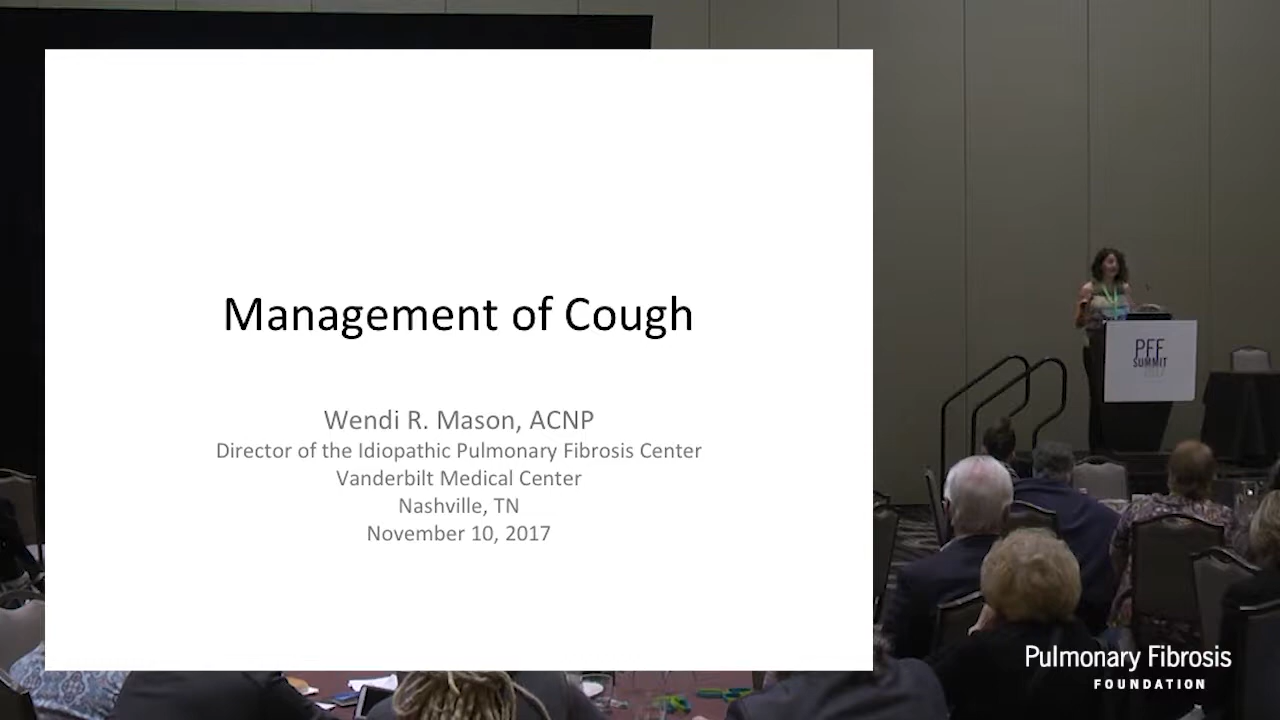 Management of Cough
Wendi R. Mason, ACNP
Director of the Idiopathic Pulmonary Fibrosis Center
Vanderbilt Medical Center
Nashville, TN
November 10, 2017
PFF
SUMMIT
2017
Pulmonary Fibrosis
FOUNDATION